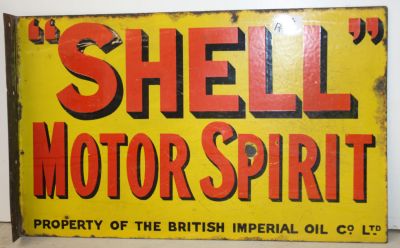 "SHELL"
MOTOR SPIRIT
PROPERTY OF THE BRITISH IMPERIAL OIL CO LTD